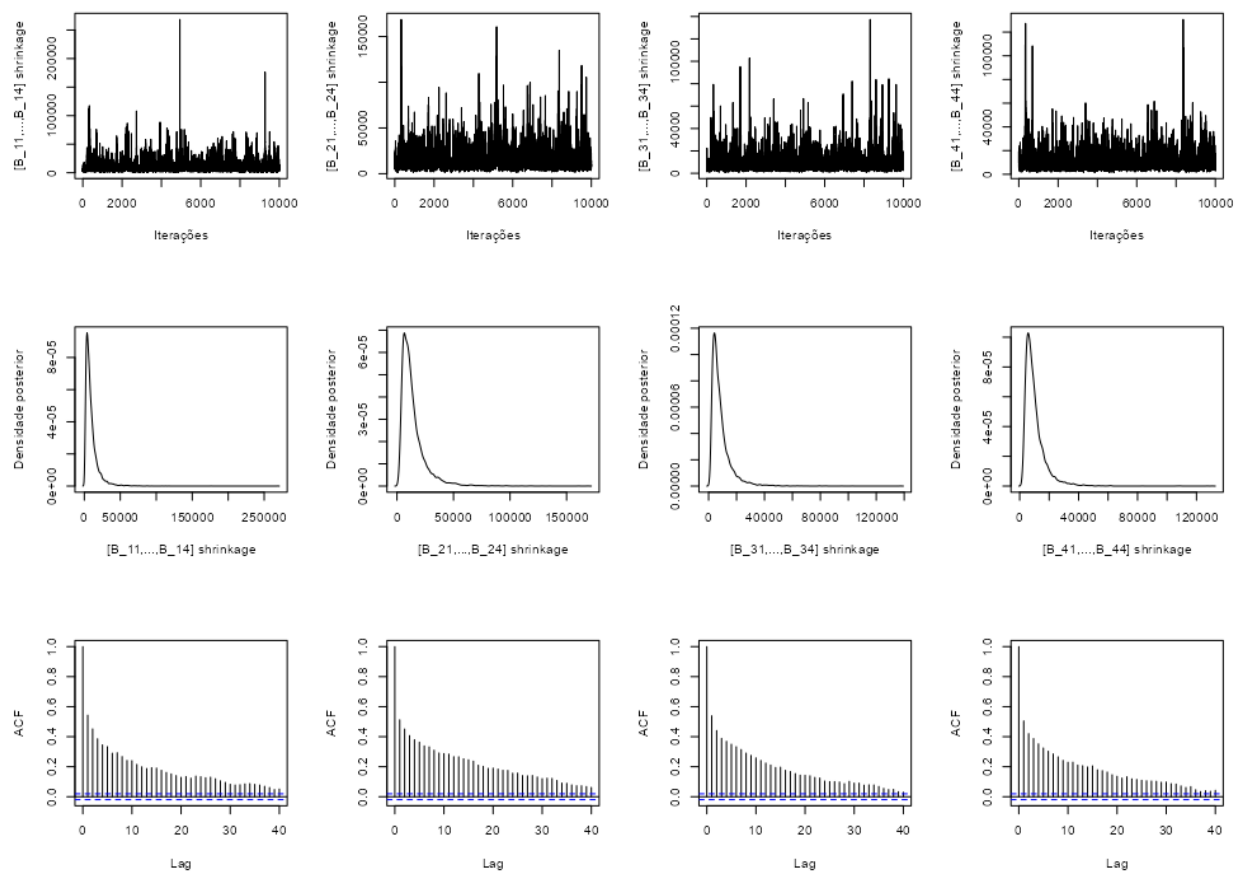 [B_11,...,B_14] shrinkage
0 100000 200000
0 2000 6000 10000
Iterações
[B_21,...,B_24] shrinkage
0 50000 150000
0 2000 6000 10000
Iterações
[B_31,...,B_34] shrinkage
0 40000 100000
0 2000 6000 10000
Iterações
[B_41,...,B_44] shrinkage
0 40000 100000
0 2000 6000 10000
Iterações
Densidade posterior
0e+00 4e-05 8e-05
0 50000 150000 250000
[B_11,...,B_14] shrinkage
Densidade posterior
0e+00 3e-05 6e-05
0 50000 100000 150000
[B_21,...,B_24] shrinkage
Densidade posterior
0.00000 0.00006 0.00012
0 40000 80000 120000
[B_31,...,B_34] shrinkage
Densidade posterior
0e+00 4e-05 8e-05
0 40000 80000 120000
[B_41,...,B_44] shrinkage
ACF
0.0 0.2 0.4 0.6 0.8 1.0
0 10 20 30 40
Lag
ACF
0.0 0.2 0.4 0.6 0.8 1.0
0 10 20 30 40
Lag
ACF
0.0 0.2 0.4 0.6 0.8 1.0
0 10 20 30 40
Lag
ACF
0.0 0.2 0.4 0.6 0.8 1.0
0 10 20 30 40
Lag